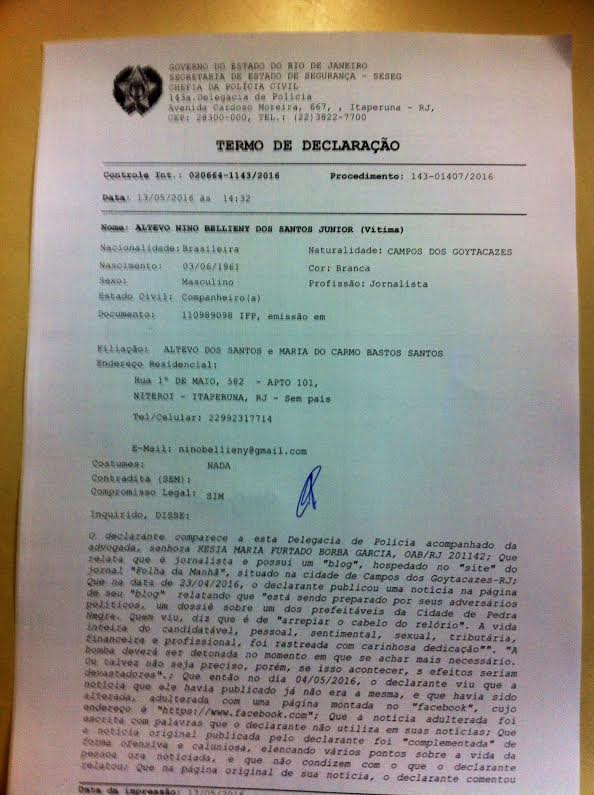 GOVERNO DO ESTADO DO RIO DE JANEIRO
SECRETARIA DE ESTADO DE SEGURANÇA - SESEG
CHEFIA DA POLÍCIA CIVIL
143a.Delegacia de Polícia
Avenida Cardoso Moreira, 667, , Itaperuna - RJ,
CEP: 28300-000, TEL.: (22)3822-7700
TERMO DE DECLARAÇÃO
Controle Int.: 020664-1143/2016 Procedimento: 143-01407/2016
Data: 13/05/2016 às 14:32
Nome: ALTEVO NINO BELLIENY DOS SANTOS JUNIOR (Vítima)
Nacionalidade: Brasileira Naturalidade: CAMPOS DOS GOYTACAZES
Nascimento: 03/06/1961 Cor: Branca
Sexo: Masculino Profissão: Jornalista
Estado Civil: Companheiro(a)
Documento: 110989098 IFP, emissão em
Filiação: ALTEVO DOS SANTOS e MARIA DO CARMO BASTOS SANTOS
Endereço Residencial:
Rua 1º DE MAIO, 582 - APTO 101,
NITEROI - ITAPERUNA, RJ - Sem país
Tel/Celular: 22992317714
E-Mail: ninobellieny@gmail.com
Costumes: NADA
Contradita (SEM):
Compromisso Legal: SIM
Inquirido, DISSE:
O declarante comparece a esta Delegacia de Polícia acompanhado da
advogada, senhora KESIA MARIA FURTADO BORBA GARCIA, OAB/RJ 201142; Que
relata que é jornalista e possui um "blog", hospedado no "site" do
jornal "Folha da Manhã", situado na cidade de Campos dos Goytacazes-RJ;
Que na data de 23/04/2016, o declarante publicou uma notícia na página
de seu "blog" relatando que "está sendo preparado por seus adversários
políticos, um dossiê sobre um dos prefeitáveis da Cidade de Pedra
Negra. Quem viu, diz que é de "arrepiar o cabelo do relório". A vida
inteira do candidatável, pessoal, sentimental, sexual, tributária,
financeira e profissional, foi rastreada com carinhosa dedicação"". "A
bomba deverá ser detonada no momento em que se achar mais necessário.
Ou talvez não seja preciso, porém, se isso acontecer, s efeitos seriam
devastadores".; Que então no dia 04/05/2016, o declarante viu que a
notícia que ele havia publicado já não era a mesma, e que havia sido
alterada, adulterada com uma página montada no "facebook", cujo
endereço é "https://www.facebook.com"; Que a notícia adulterada foi
escrita com palavras que o declarante não utiliza em suas notícias; Que
a notícia original publicada pelo declarante foi "complementada" de
forma ofensiva e caluniosa, elencando vários pontos sobre a vida da
pessoa ora noticiada, e que não condizem com o que o declarante
relatou; Que na página original de sua notícia, o declarante comentou
Data da impressão: 13/05/2016